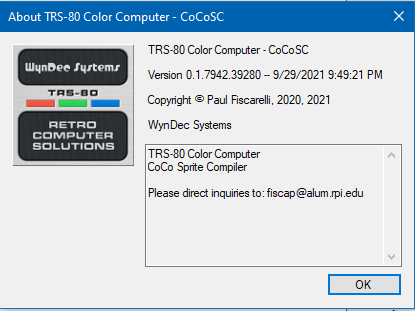 About TRS-80 Color Computer - CoCoSC
WynDec Systems
TRS-80
RETRO
COMPUTER
SOLUTIONS
TRS-80 Color Computer - CoCoSC
Version 0.1.7942.39280 -- 9/29/2021 9:49:21 PM
Copyright © Paul Fiscarelli, 2020, 2021
WynDec Systems
TRS-80 Color Computer
CoCo Sprite Compiler
Please direct inquiries to: fiscap@alum.rpi.edu
OK